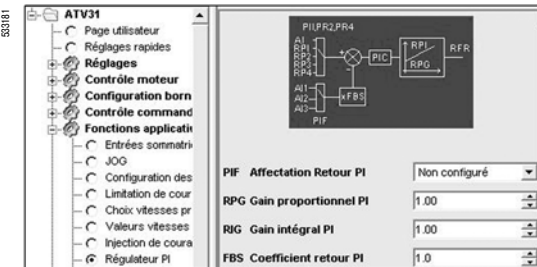 533181
ATV31
Page utilisateur
Réglages rapides
Réglages
Contrôle moteur
Configuration born
Contrôle command
Fonctions applicati
Entrées sommatri
JOG
Configuration des
Limitation de cour
Choix vitesses pr
Valeurs vitesses
Injection de coura
Régulateur PI
PII,PR2,PR4
AI
RP1
RP2
RP3
RP4
+
-
PIC
RPI
RPG
RFR
AI1
AI2
AI3
xFBS
PIF
PIF Affectation Retour PI Non configuré
RPG Gain proportionnel PI 1.00
RIG Gain intégral PI 1.00
FBS Coefficient retour PI 1.0